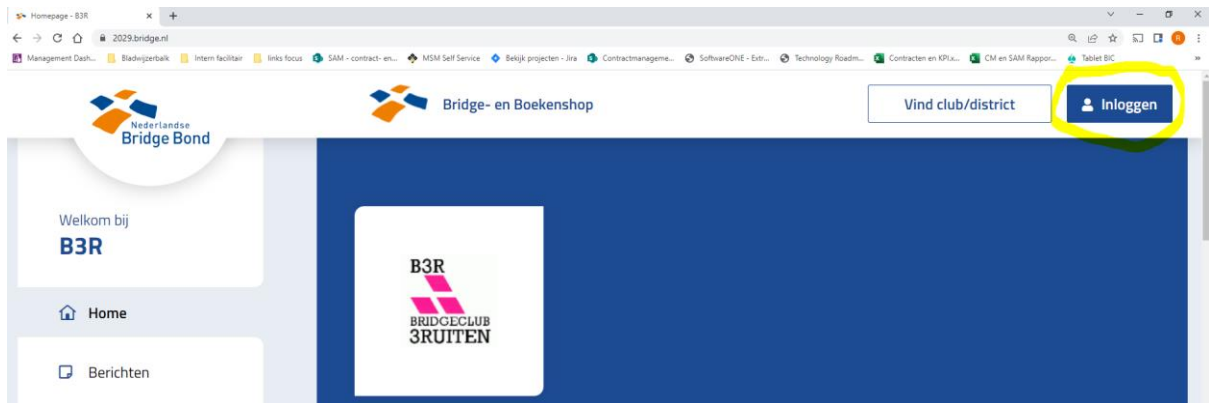 Homepage - B3R
2029.bridge.nl
Management Dash... Bladwijzerbalk Intern facilitair links focus SAM - contract- en... MSM Self Service Bekijk projecten - Jira Contractmanageme... SoftwareONE - Extr... Technology Roadm... Contracten en KPI.x... CM en SAM Rappor... Tablet BIC
Nederlandse
Bridge Bond
Bridge- en Boekenshop
Vind club/district
Inloggen
Welkom bij
B3R
B3R
BRIDGECLUB
3RUITEN
Home
Berichten